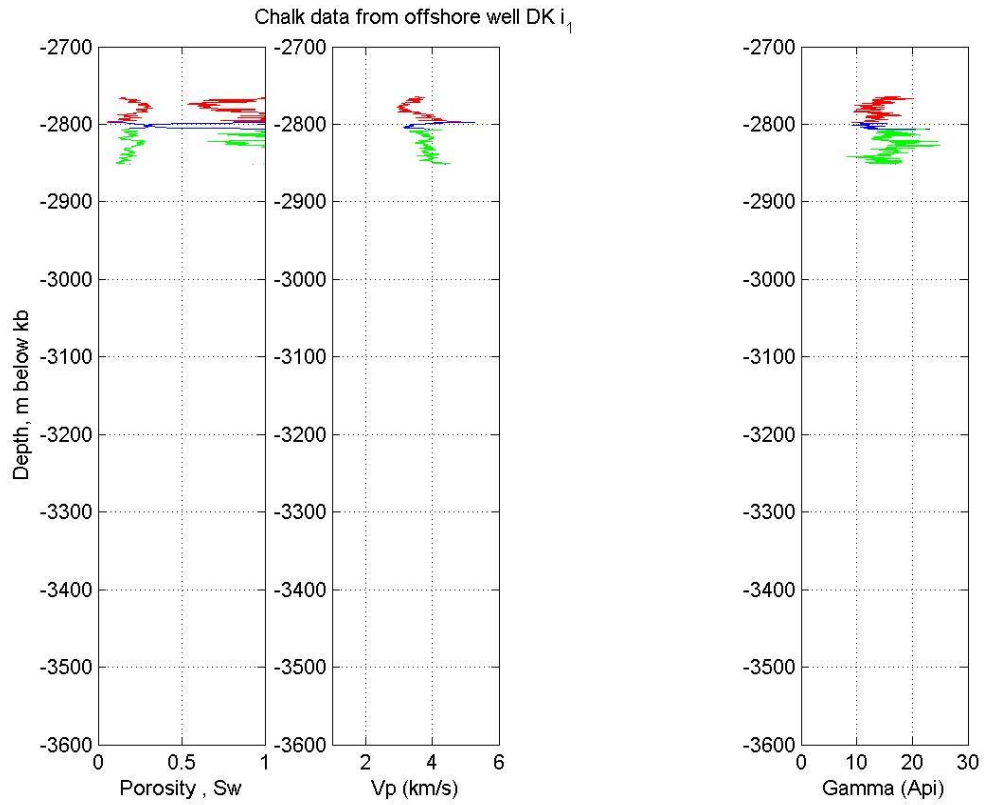 Chalk data from offshore well DK i_1
-2700 -2700 -2700
-2800 -2800 -2800
-2900 -2900 -2900
-3000 -3000 -3000
-3100 -3100 -3100
Depth, m below kb
-3200 -3200 -3200
-3300 -3300 -3300
-3400 -3400 -3400
-3500 -3500 -3500
-3600 -3600 -3600
0 0.5 1 2 4 6 0 10 20 30
Porosity , Sw Vp (km/s) Gamma (Api)